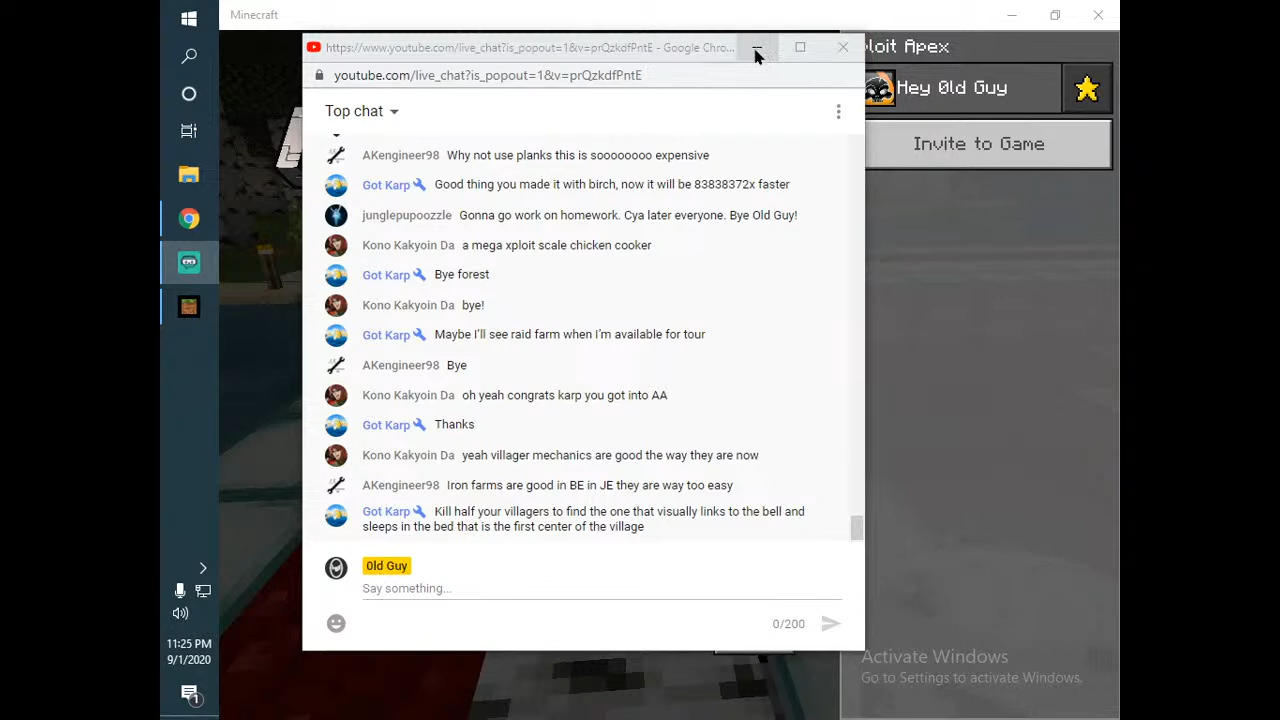 Minecraft
https://www.youtube.com/live_chat?is_popout=1&v=prQzkdfPntE - Google Chro...
youtube.com/live_chat?is_popout=1&v=prQzkdfPntE
Top chat
AKengineer98 Why not use planks this is soooooooo expensive
Got Karp Good thing you made it with birch, now it will be 83838372x faster
junglepupoozzle Gonna go work on homework. Cya later everyone. Bye Old Guy!
Kono Kakyoin Da a mega xploit scale chicken cooker
Got Karp Bye forest
Kono Kakyoin Da bye!
Got Karp Maybe I'll see raid farm when I'm available for tour
AKengineer98 Bye
Kono Kakyoin Da oh yeah congrats karp you got into AA
Got Karp Thanks
Kono Kakyoin Da yeah villager mechanics are good the way they are now
AKengineer98 Iron farms are good in BE in JE they are way too easy
Got Karp Kill half your villagers to find the one that visually links to the bell and
sleeps in the bed that is the first center of the village
0ld Guy
Say something...
0/200
ploit Apex
Hey 0ld Guy
Invite to Game
Activate Windows
Go to Settings to activate Windows.
11:25 PM
9/1/2020
1